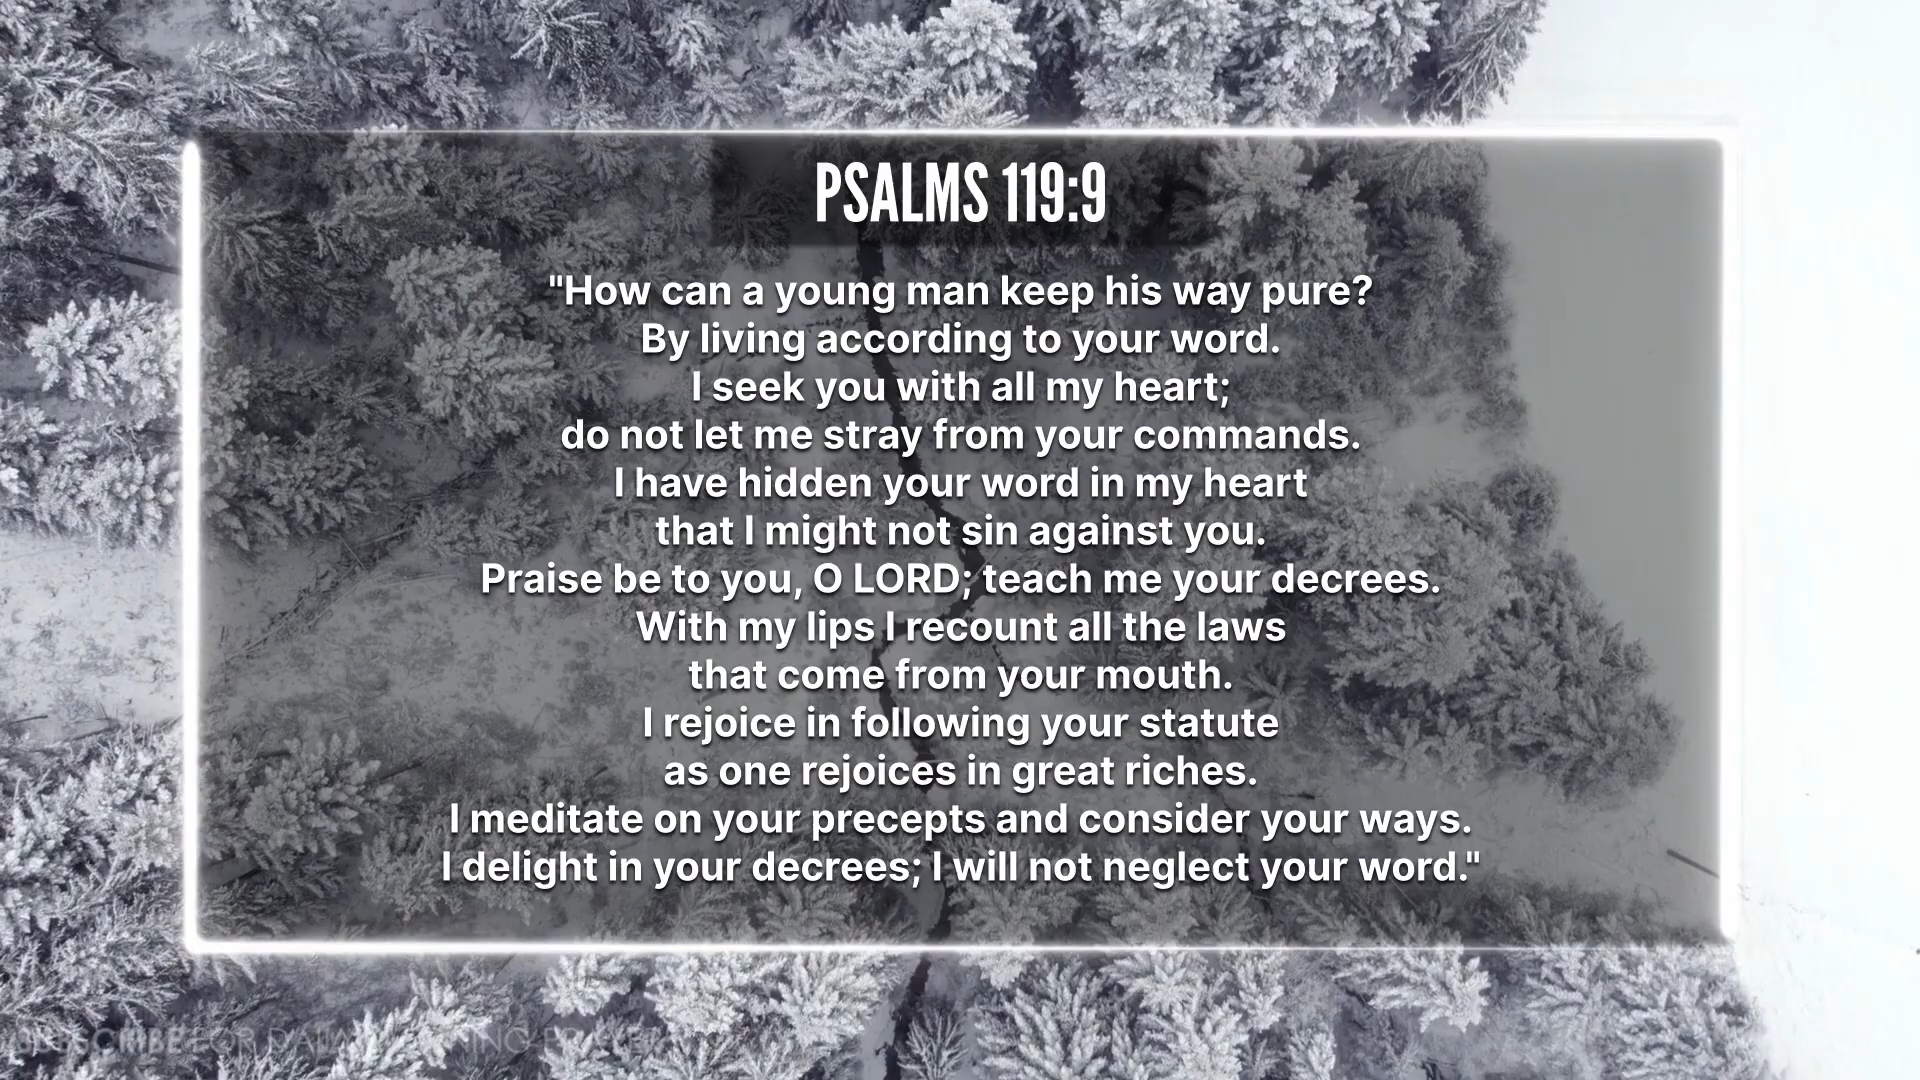 PSALMS 119:9
"How can a young man keep his way pure?
By living according to your word.
I seek you with all my heart;
do not let me stray from your commands.
I have hidden your word in my heart
that I might not sin against you.
Praise be to you, O LORD; teach me your decrees.
With my lips I recount all the laws
that come from your mouth.
I rejoice in following your statute
as one rejoices in great riches.
I meditate on your precepts and consider your ways.
I delight in your decrees; I will not neglect your word."
FOR